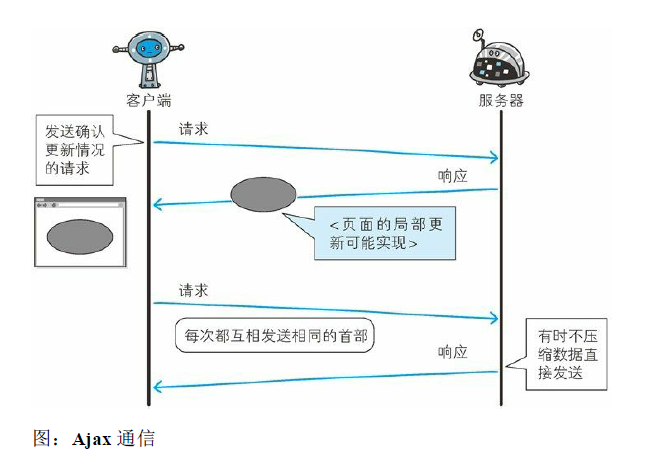 客户端
服务器
发送确认
更新情况
的请求
请求
响应
<页面的局部更
新可能实现>
请求
每次都互相发送相同的首部
响应
有时不压
缩数据直
接发送
图：Ajax 通信